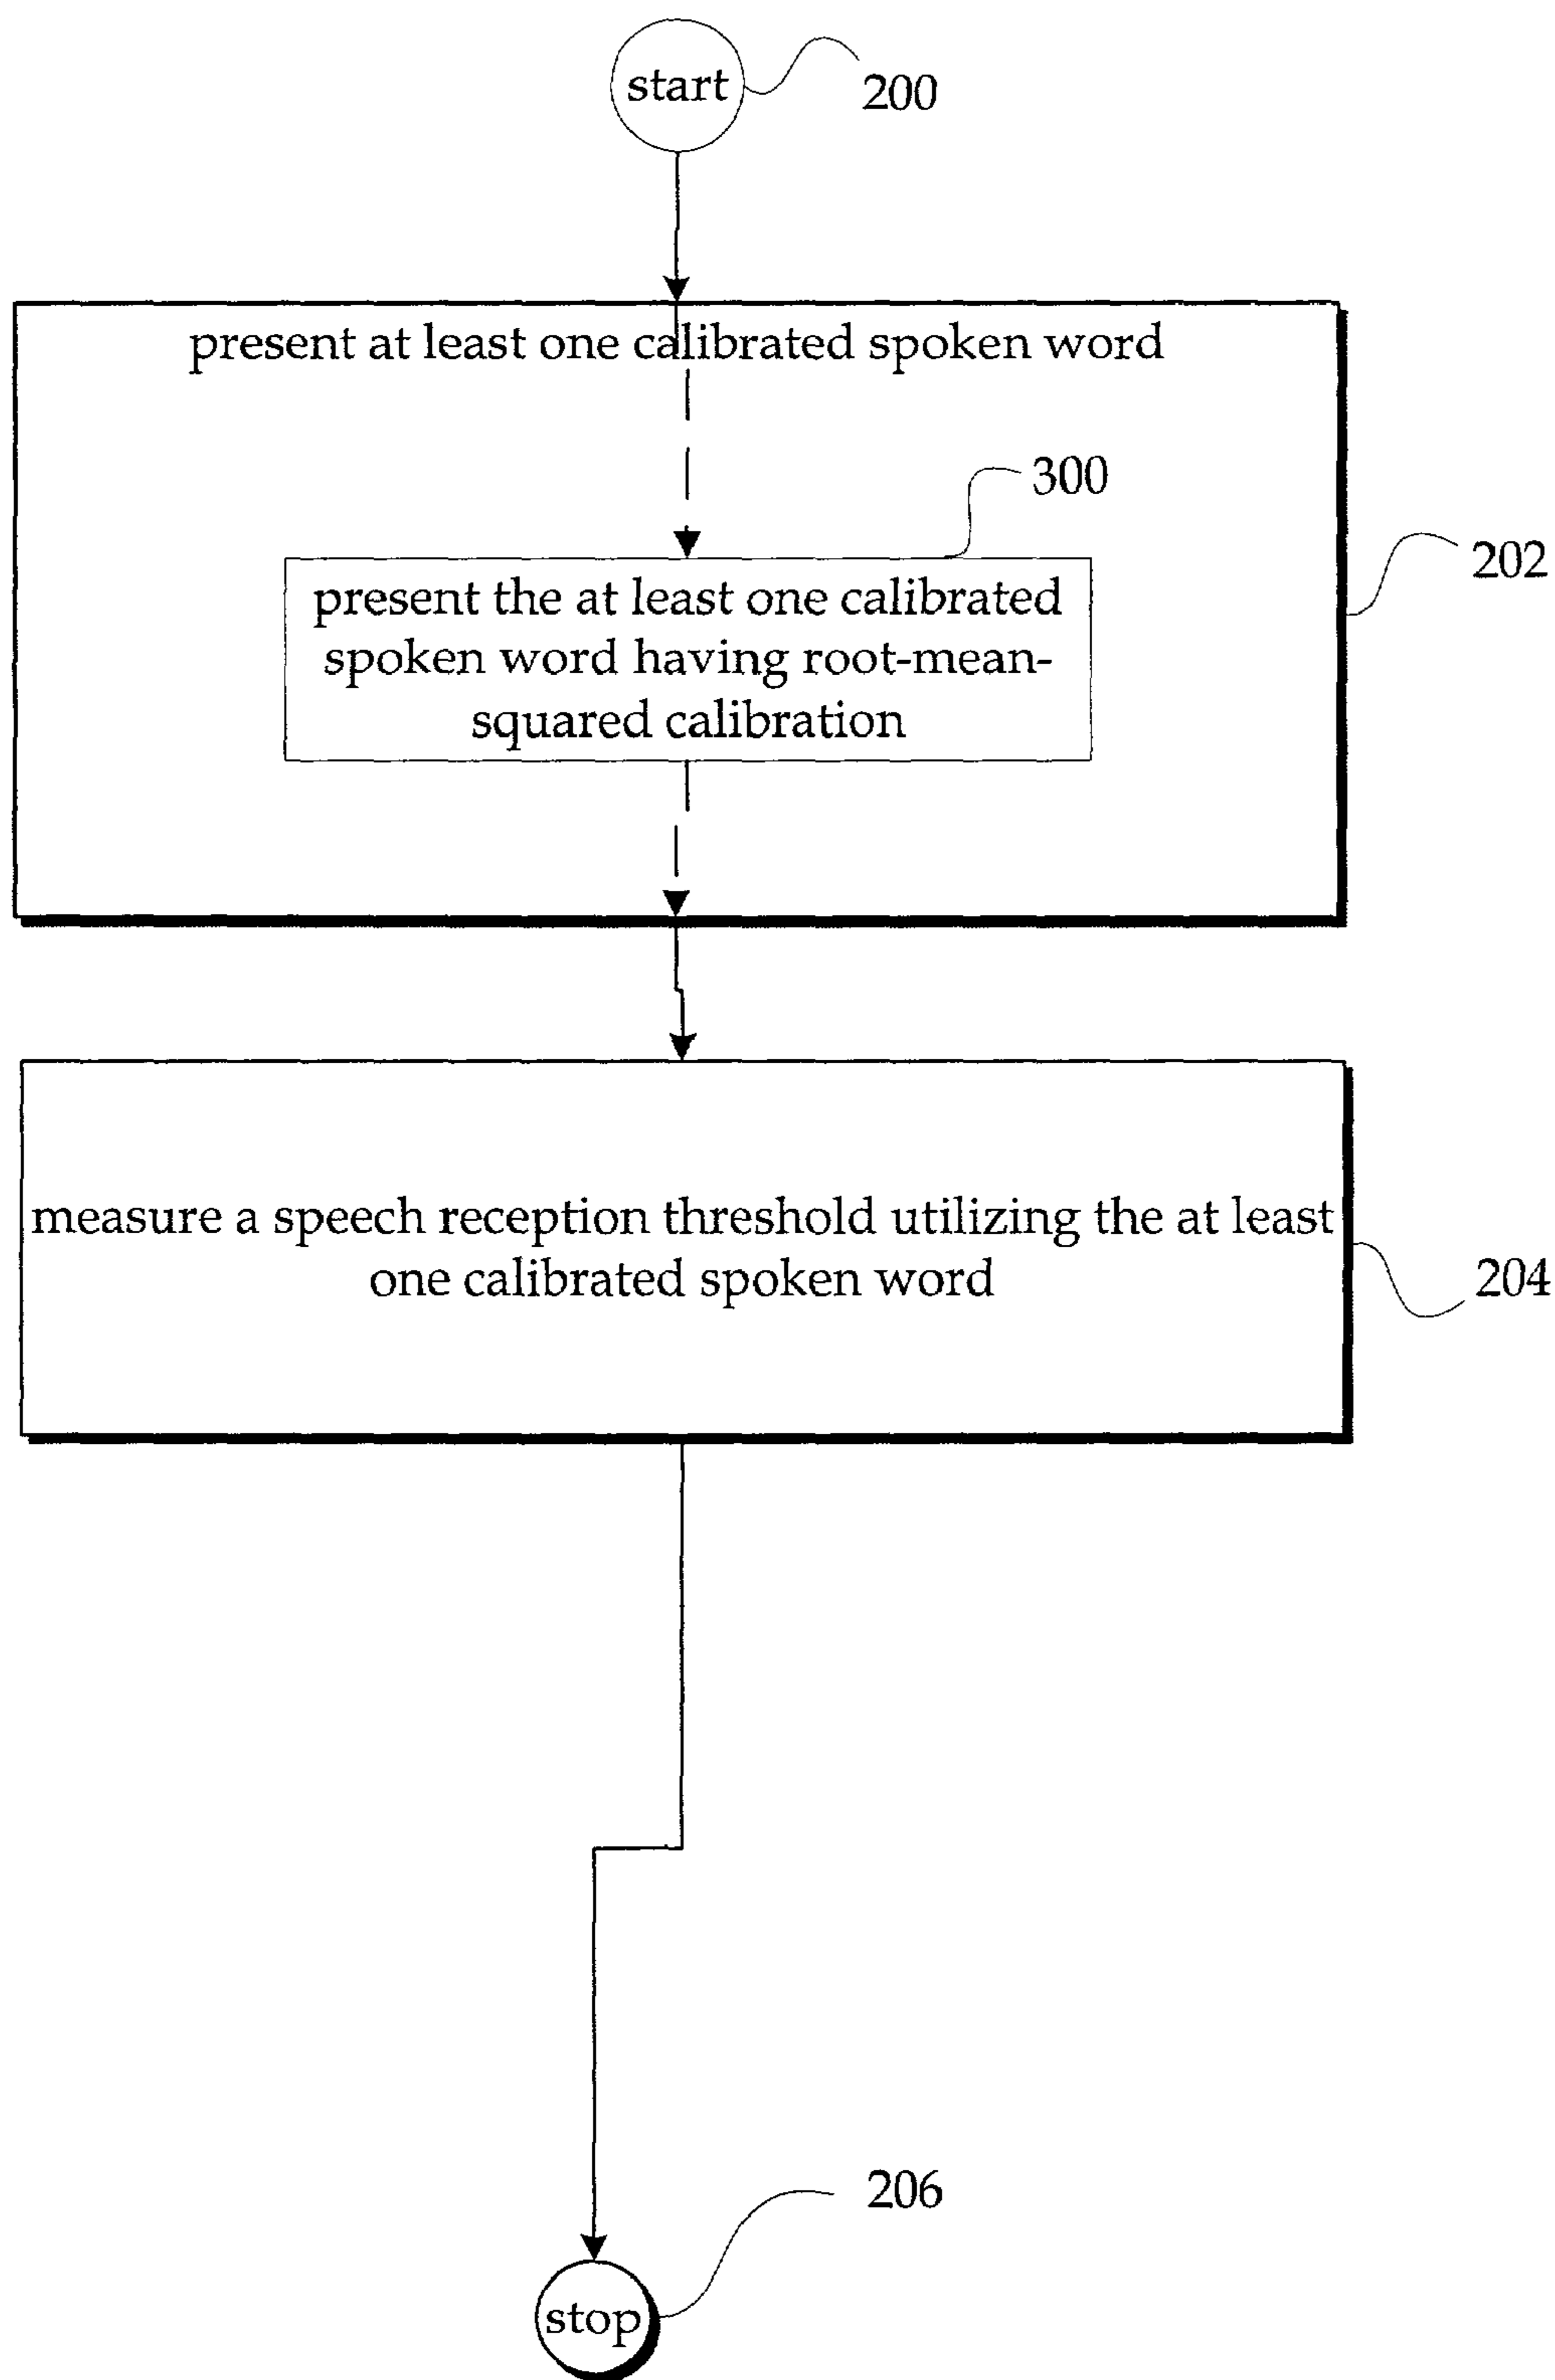 start
200
present at least one calibrated spoken word
300
present the at least one calibrated
spoken word having root-mean-
squared calibration
202
measure a speech reception threshold utilizing the at least
one calibrated spoken word
204
206
stop